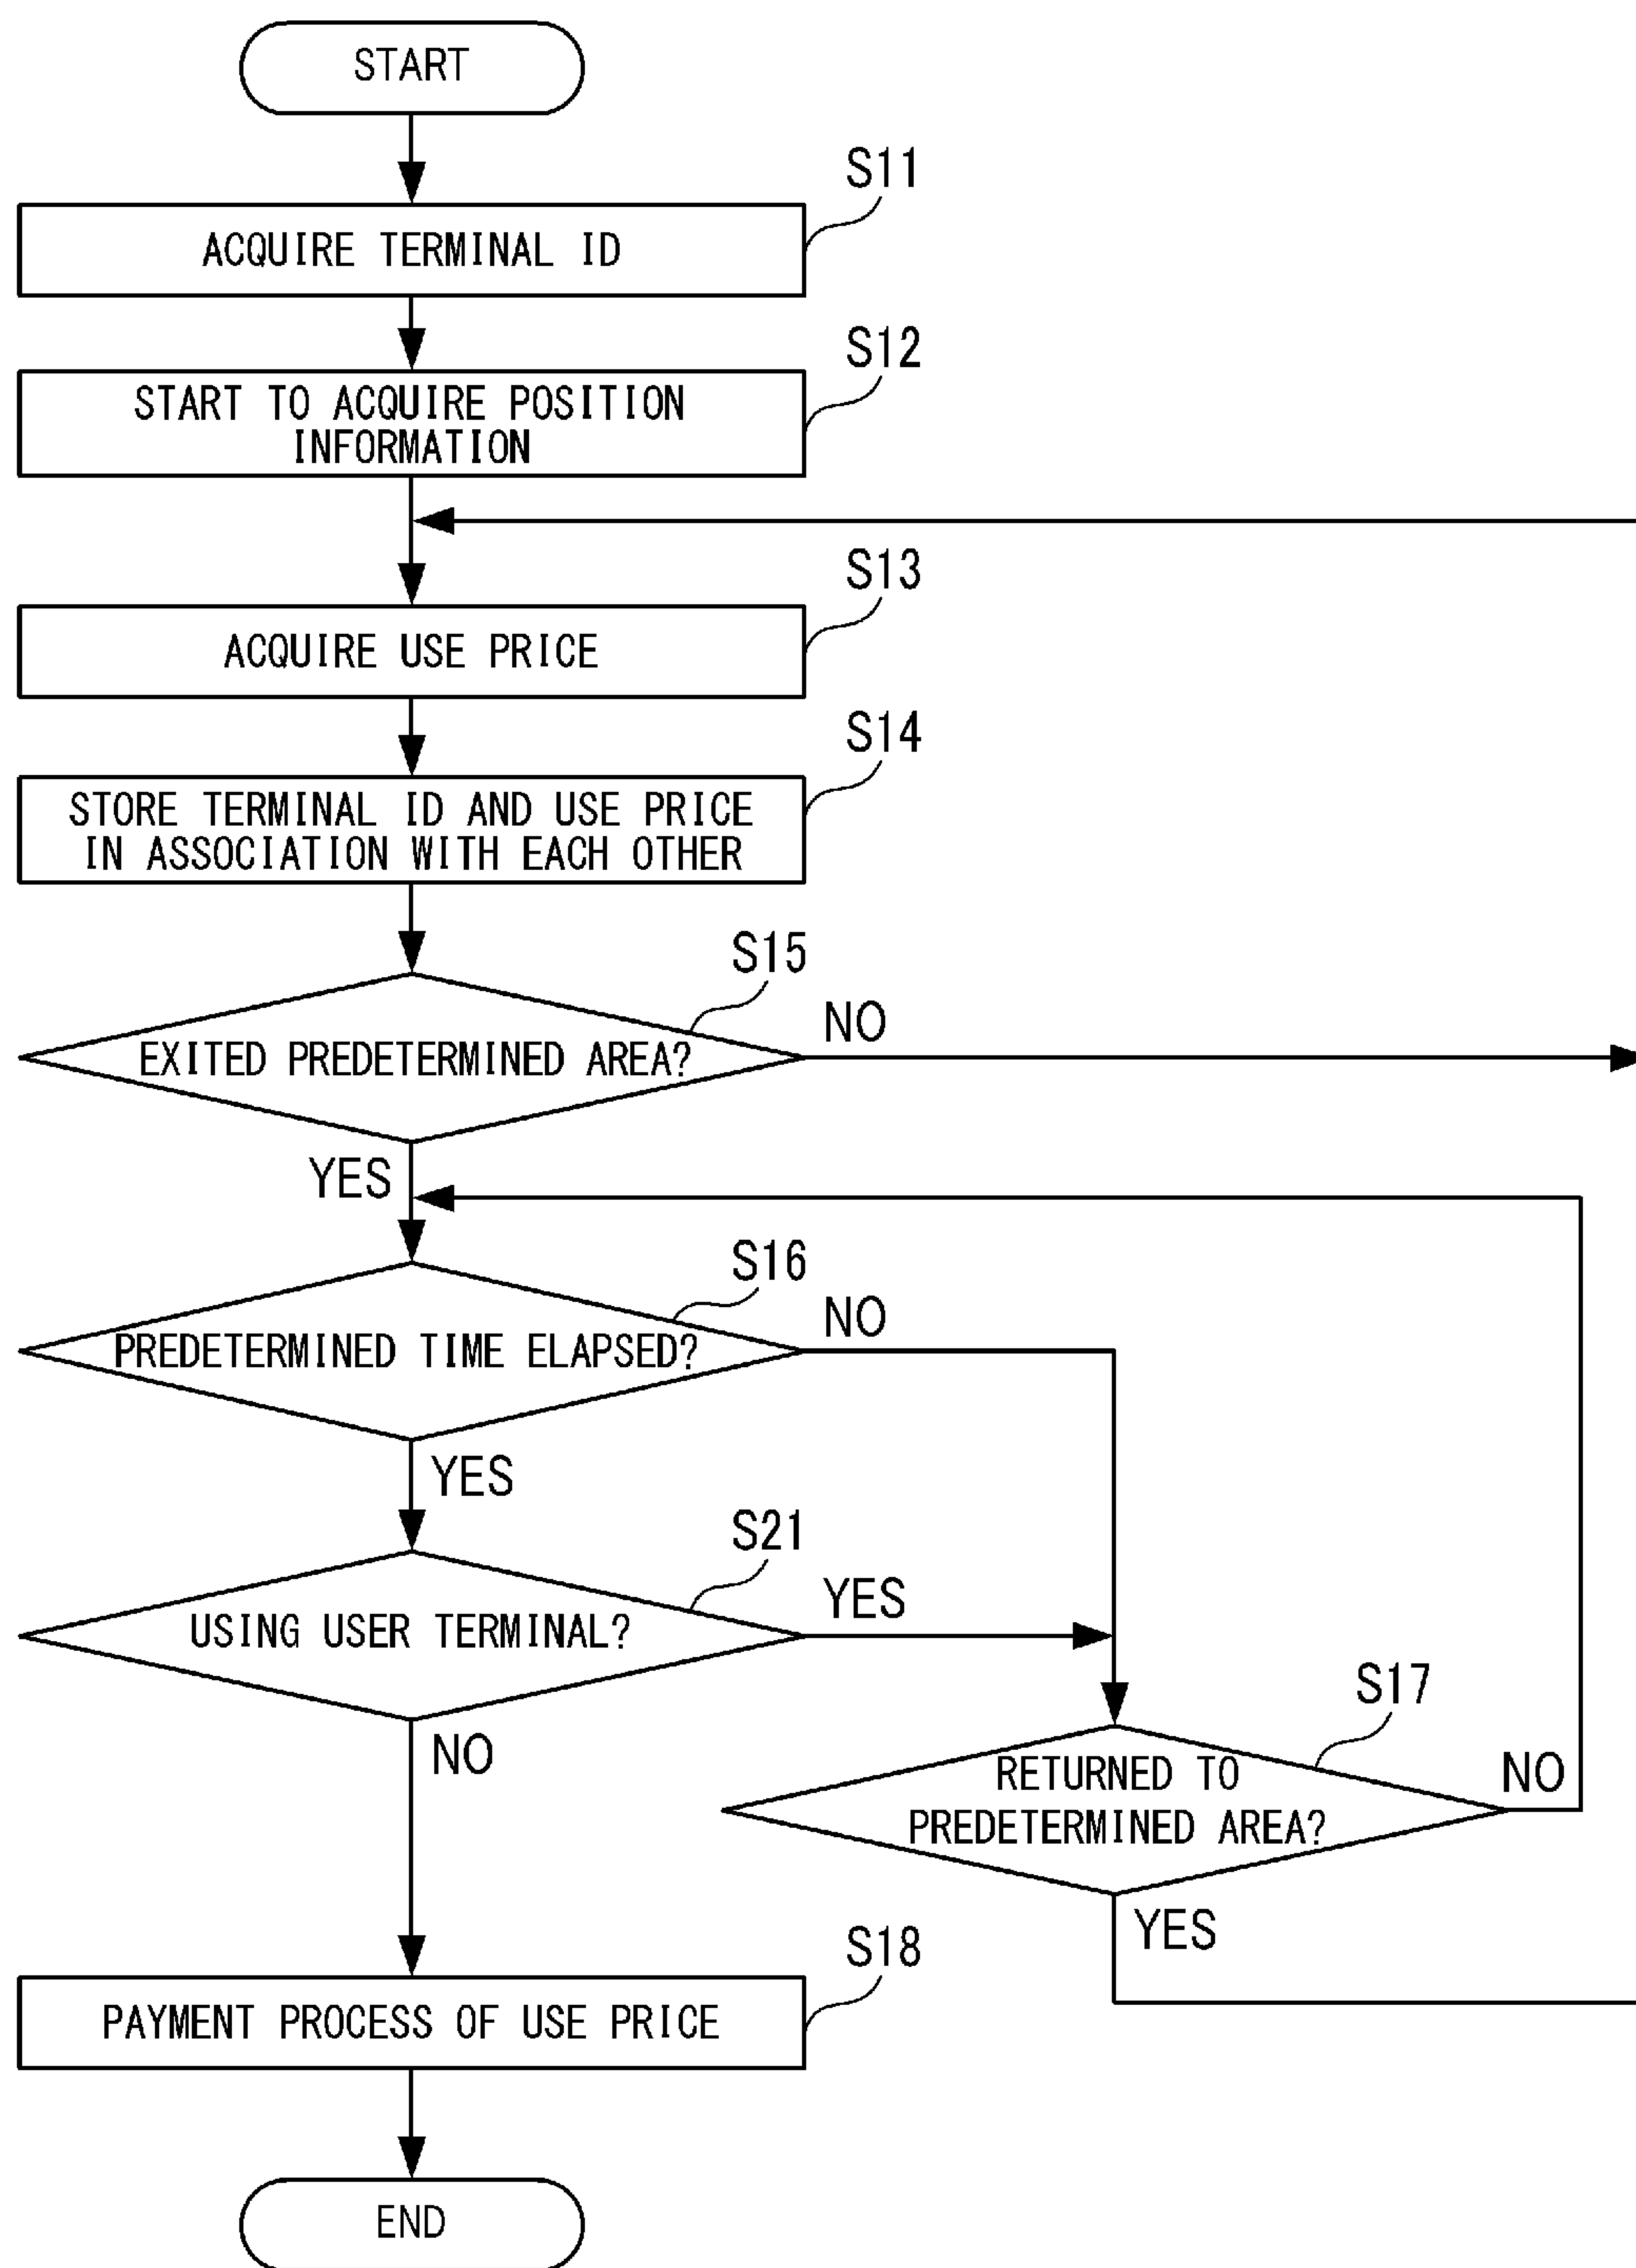 START
S11
ACQUIRE TERMINAL ID
S12
START TO ACQUIRE POSITION
INFORMATION
S13
ACQUIRE USE PRICE
S14
STORE TERMINAL ID AND USE PRICE
IN ASSOCIATION WITH EACH OTHER
S15
NO
EXITED PREDETERMINED AREA?
YES
S16
NO
PREDETERMINED TIME ELAPSED?
YES
S21
YES
USING USER TERMINAL?
S17
NO
RETURNED TO
NO
PREDETERMINED AREA?
YES
S18
PAYMENT PROCESS OF USE PRICE
END